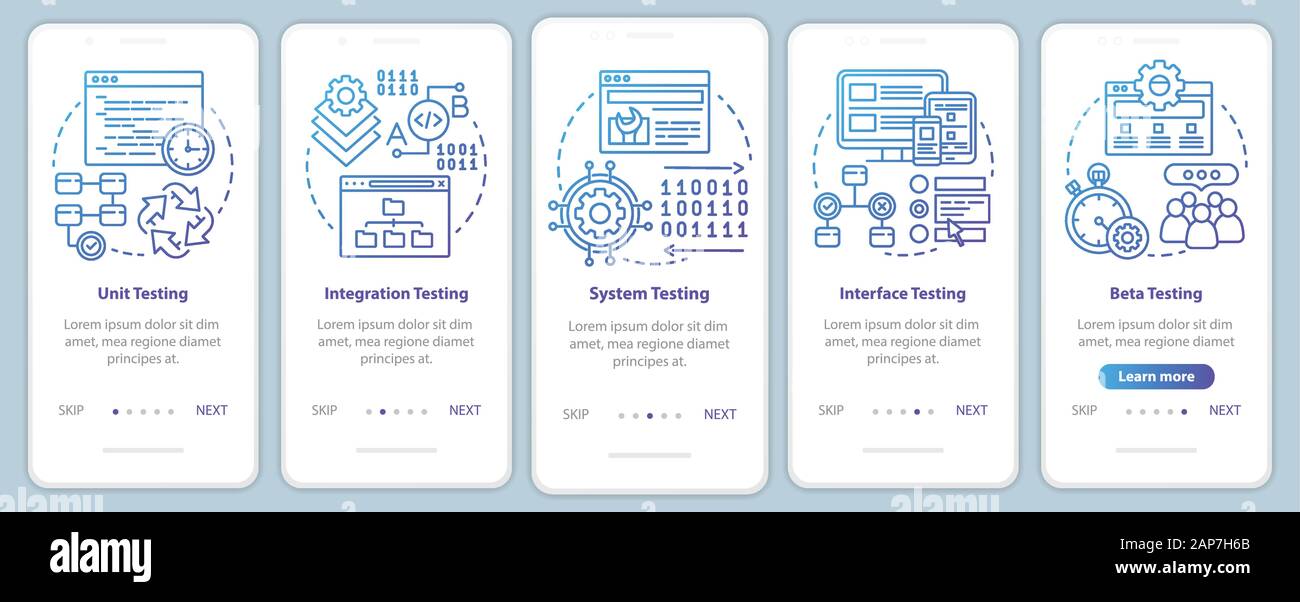 0111
0110
A
B
</>
1001
0011
110010
100110
001111
Unit Testing
Lorem ipsum dolor sit dim
amet, mea regione diamet
principes at.
SKIP
NEXT
Integration Testing
Lorem ipsum dolor sit dim
amet, mea regione diamet
principes at.
SKIP
NEXT
System Testing
Lorem ipsum dolor sit dim
amet, mea regione diamet
principes at.
SKIP
NEXT
Interface Testing
Lorem ipsum dolor sit dim
amet, mea regione diamet
principes at.
SKIP
NEXT
Beta Testing
Lorem ipsum dolor sit dim
amet, mea regione diamet
Learn more
SKIP
NEXT
alamy
alamy
alamy
Image ID: 2AP7H6B
www.alamy.com